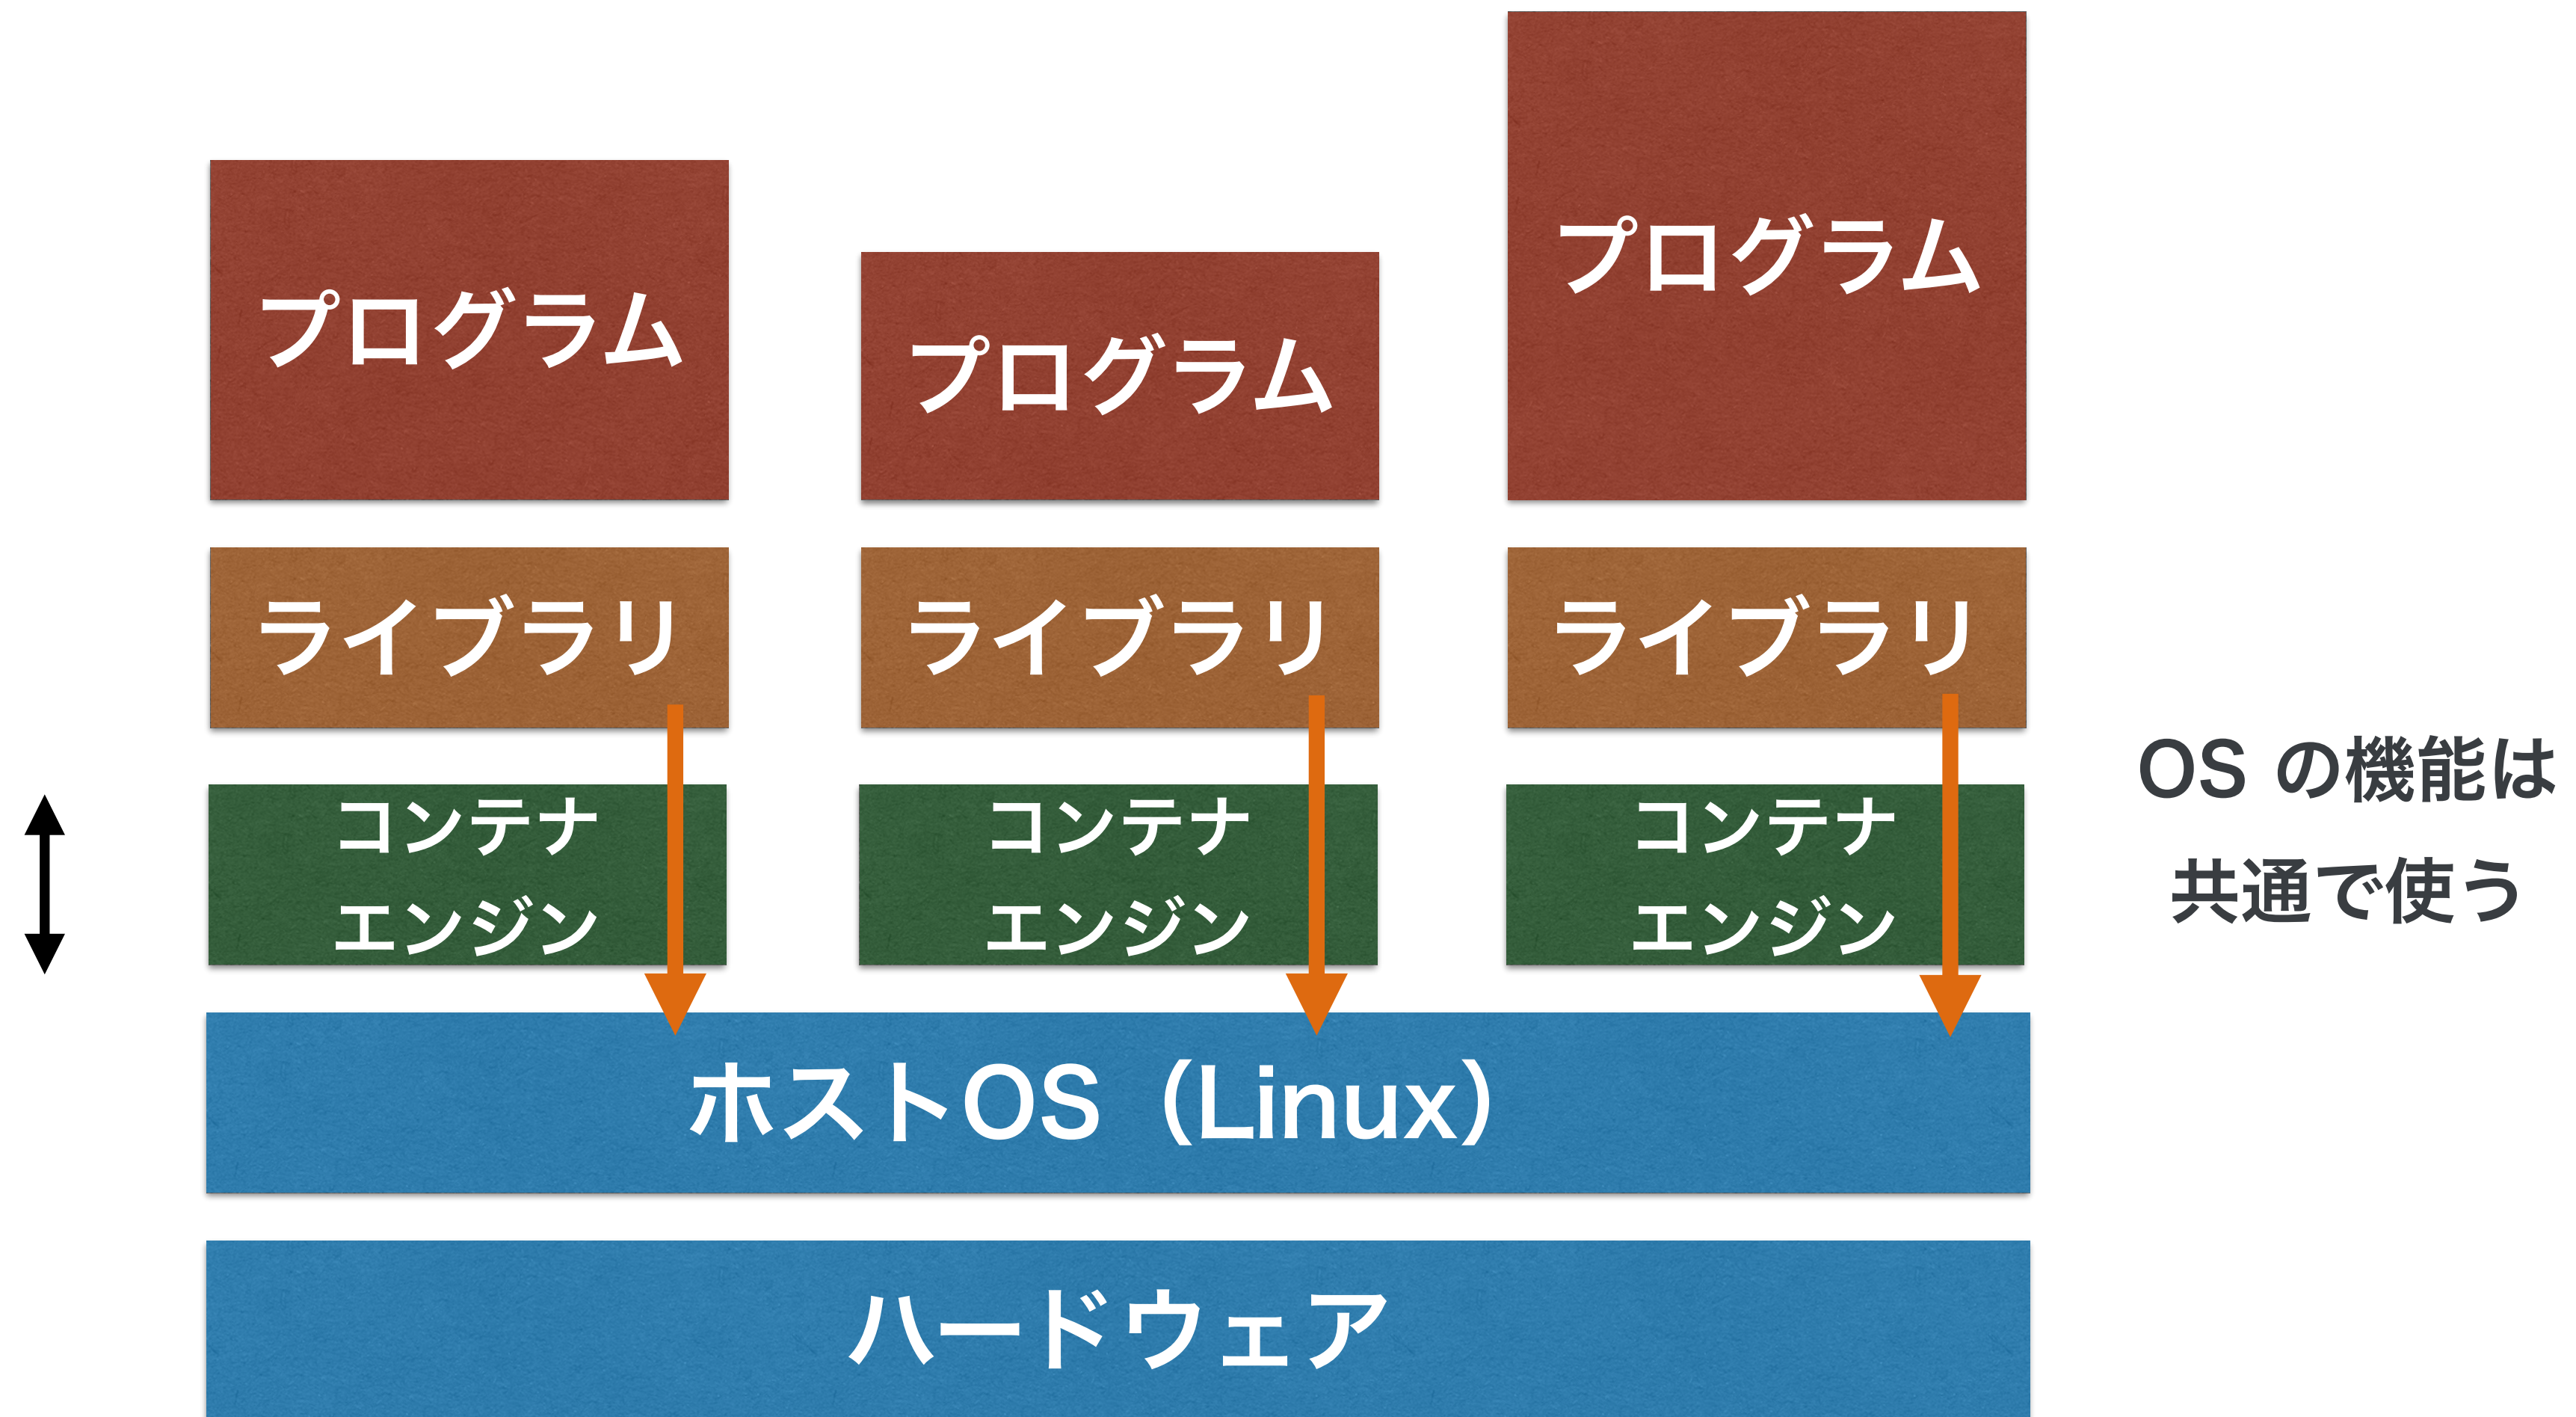 プログラム
プログラム
プログラム
ライブラリ
ライブラリ
ライブラリ
コンテナ
エンジン
コンテナ
エンジン
コンテナ
エンジン
OS の機能は
共通で使う
ホストOS（Linux）
ハードウェア